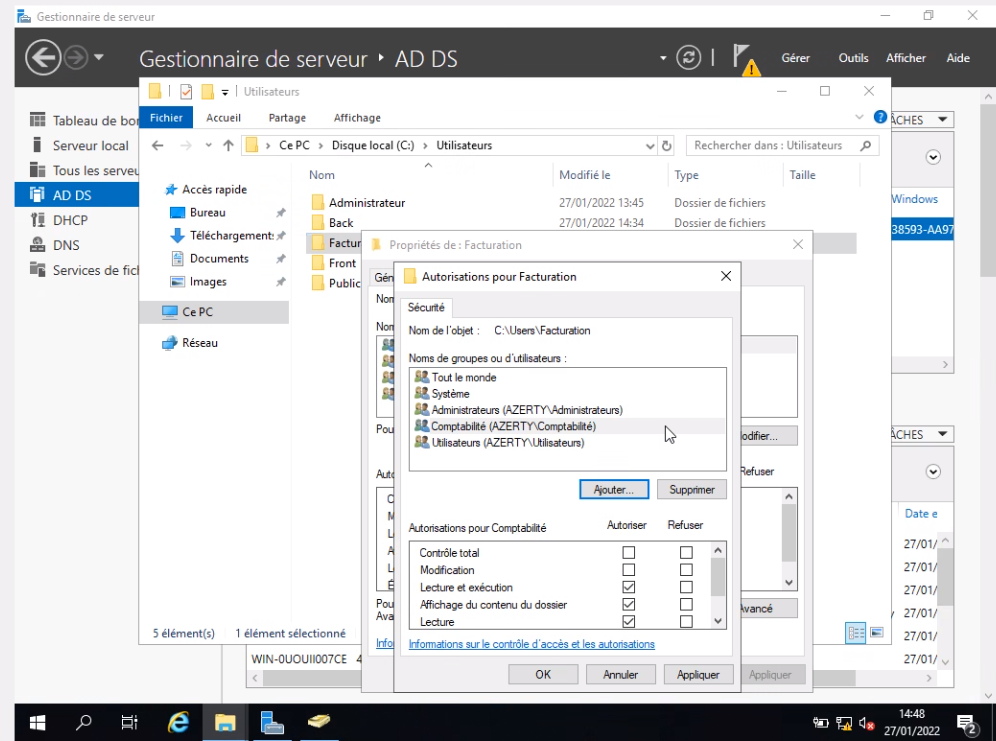 Gestionnaire de serveur
Gestionnaire de serveur ‣ AD DS
Gérer Outils Afficher Aide
Tableau de bor
Serveur local
Tous les serveu
AD DS
DHCP
DNS
Services de fich
Utilisateurs
Fichier Accueil Partage Affichage
Ce PC > Disque local (C:) > Utilisateurs
Rechercher dans : Utilisateurs
Accès rapide
Bureau
Téléchargements
Documents
Images
Ce PC
Réseau
Nom Modifié le Type Taille
Administrateur 27/01/2022 13:45 Dossier de fichiers
Back 27/01/2022 14:34 Dossier de fichiers
Factur
Front
Public
5 élément(s) 1 élément sélectionné
Propriétés de : Facturation
Gén
Nom
Nom
Pou
odifier...
Auto
Refuser
Pou
Ava
vancé
Info
Appliquer
Autorisations pour Facturation
Sécurité
Nom de l'objet : C:\Users\Facturation
Noms de groupes ou d'utilisateurs :
Tout le monde
Système
Administrateurs (AZERTY\Administrateurs)
Comptabilité (AZERTY\Comptabilité)
Utilisateurs (AZERTY\Utilisateurs)
Ajouter... Supprimer
Autorisations pour Comptabilité Autoriser Refuser
Contrôle total
Modification
Lecture et exécution
Affichage du contenu du dossier
Lecture
Informations sur le contrôle d'accès et les autorisations
OK Annuler Appliquer
ÂCHES
Windows
38593-AA97
ÂCHES
Date e
27/01/
27/01/
27/01/
27/01/
27/01/
27/01/
WIN-0UOUII007CE 4
14:48
27/01/2022
2